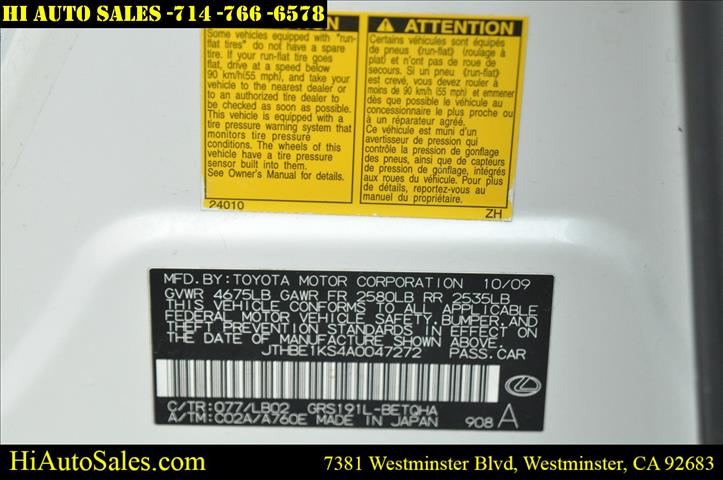 HI AUTO SALES -714 -766 -6578
ATTENTION
Some vehicles equipped with "run-
flat tires" do not have a spare
tire. If your run-flat tire goes
flat, drive at a speed below
90 km/h(55 mph), and take your
vehicle to the nearest dealer or
to an authorized tire dealer to
be checked as soon as possible.
This vehicle is equipped with a
tire pressure warning system that
monitors tire pressure
conditions. The wheels of this
vehicle have a tire pressure
sensor built into them.
See Owner's Manual for details.
24010
Certains véhicules sont équipés
de pneus (run-flat) (roulage à
plat) et n'ont pas de roue de
secours. Si un pneu (run-flat)
est crevé, vous devez rouler à
moins de 90 km/h (55 mph) et emmener
dès que possible le véhicule au
concessionnaire le plus proche ou
à un réparateur agréé.
Ce véhicule est muni d'un
avertisseur de pression qui
contrôle la pression de gonflage
des pneus, ainsi que de capteurs
de pression de gonflage, intégrés
aux roues du véhicule. Pour plus
de détails, reportez-vous au
manuel du propriétaire.
ZH
MFD. BY: TOYOTA MOTOR CORPORATION 10/09
GVWR 4675LB GAWR FR 2580LB RR 2535LB
THIS VEHICLE CONFORMS TO ALL APPLICABLE
FEDERAL MOTOR VEHICLE SAFETY, BUMPER, AND
THEFT PREVENTION STANDARDS IN EFFECT ON
THE DATE OF MANUFACTURE SHOWN ABOVE.
JTHBE1KS4A0047272 PASS. CAR
C/TR: 077/LB02 GRS191L-BETQHA
A/TM: C02A/A760E MADE IN JAPAN 908 A
HiAutoSales.com 7381 Westminster Blvd, Westminster, CA 92683